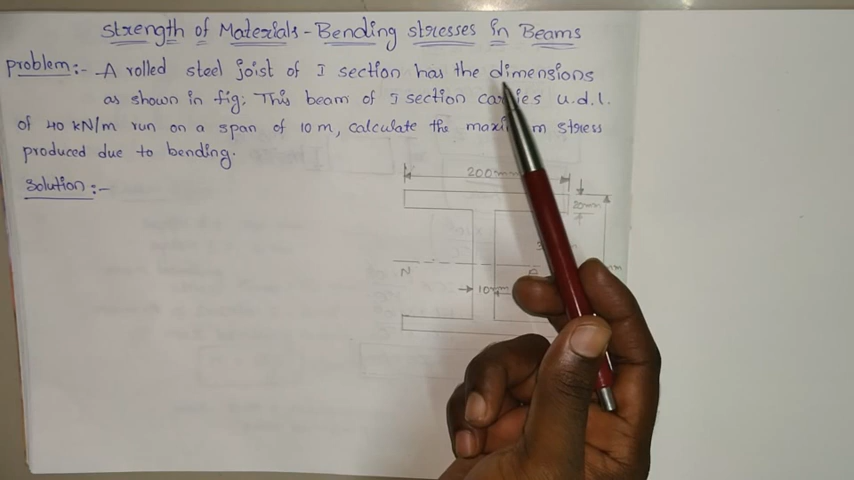 Strength of Materials - Bending stresses in Beams
problem:- A rolled steel joist of I section has the dimensions
as shown in fig; This beam of I section carries u.d.l.
of 40 kN/m run on a span of 10 m, calculate the maximum stress
produced due to bending.
Solution:-
200mm
20mm
N
10mm